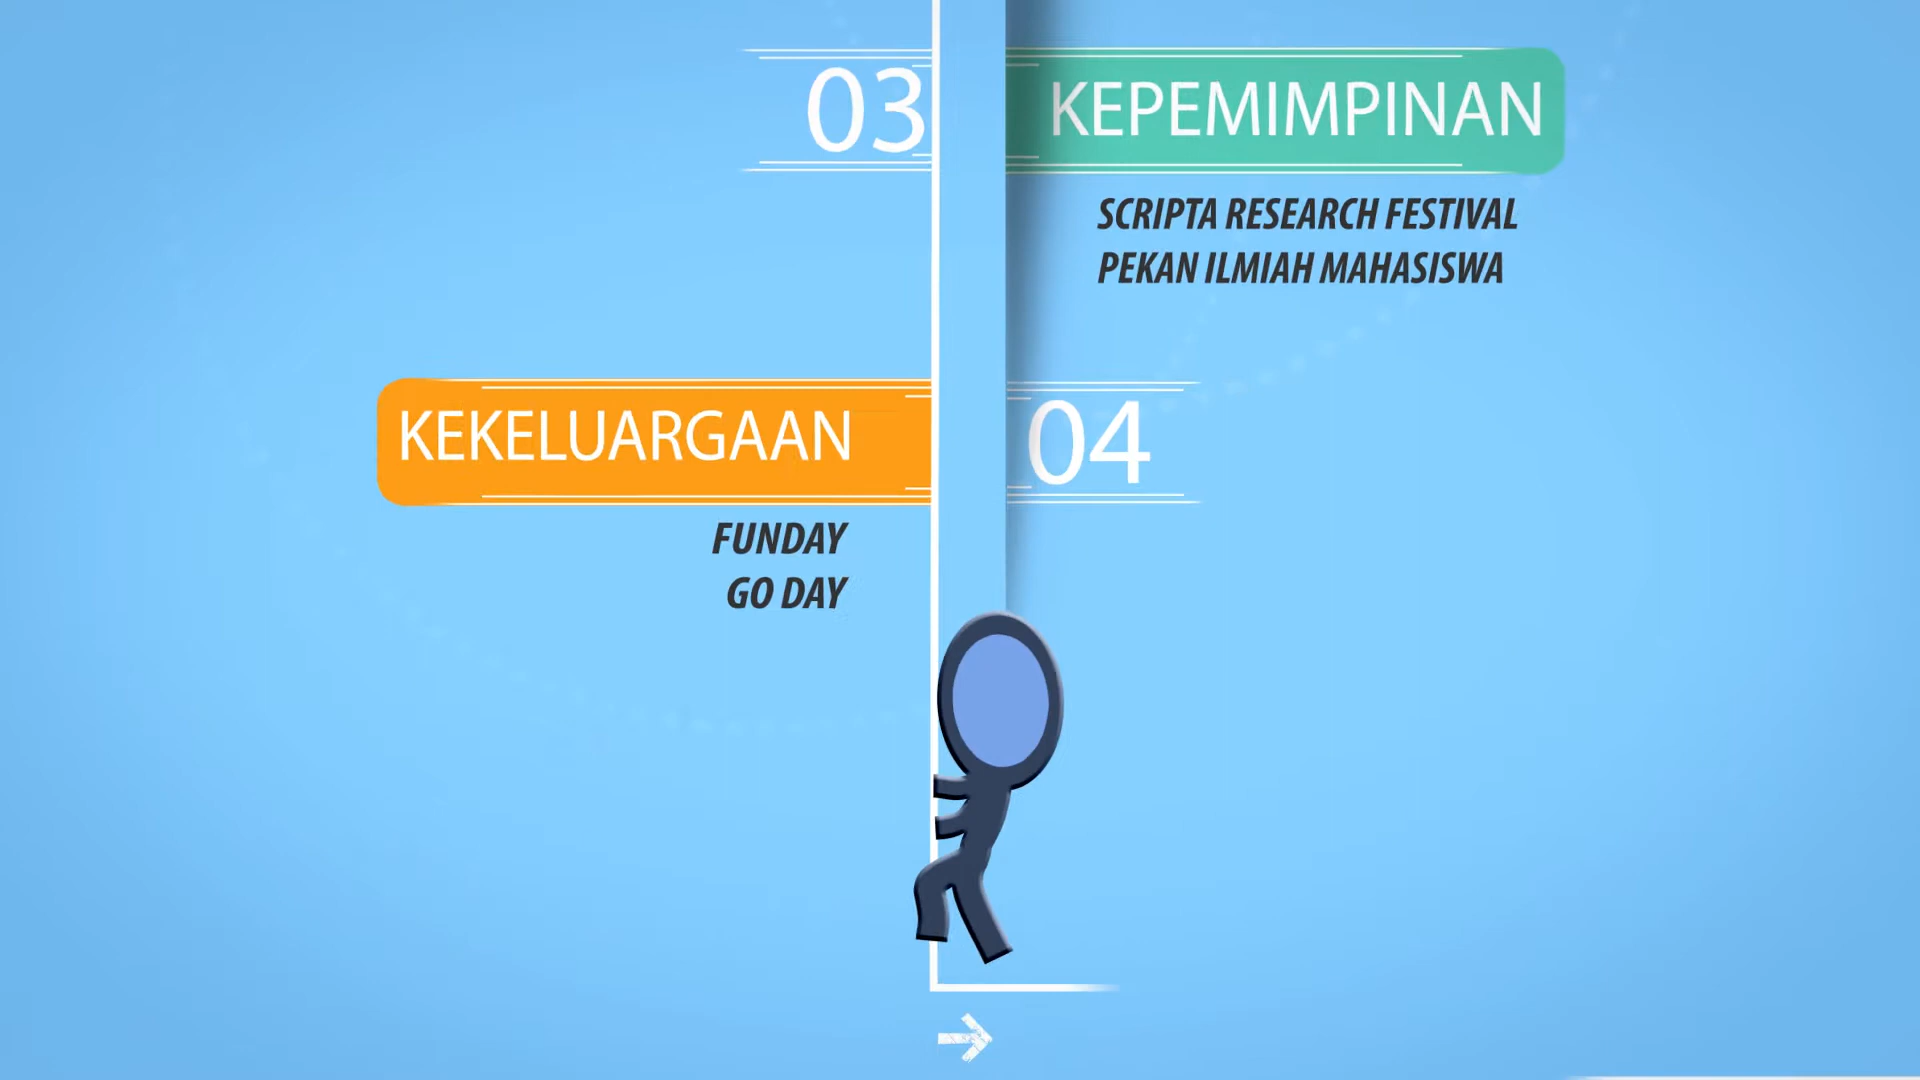 03
KEPEMIMPINAN
SCRIPTA RESEARCH FESTIVAL
PEKAN ILMIAH MAHASISWA
KEKELUARGAAN
04
FUNDAY
GO DAY